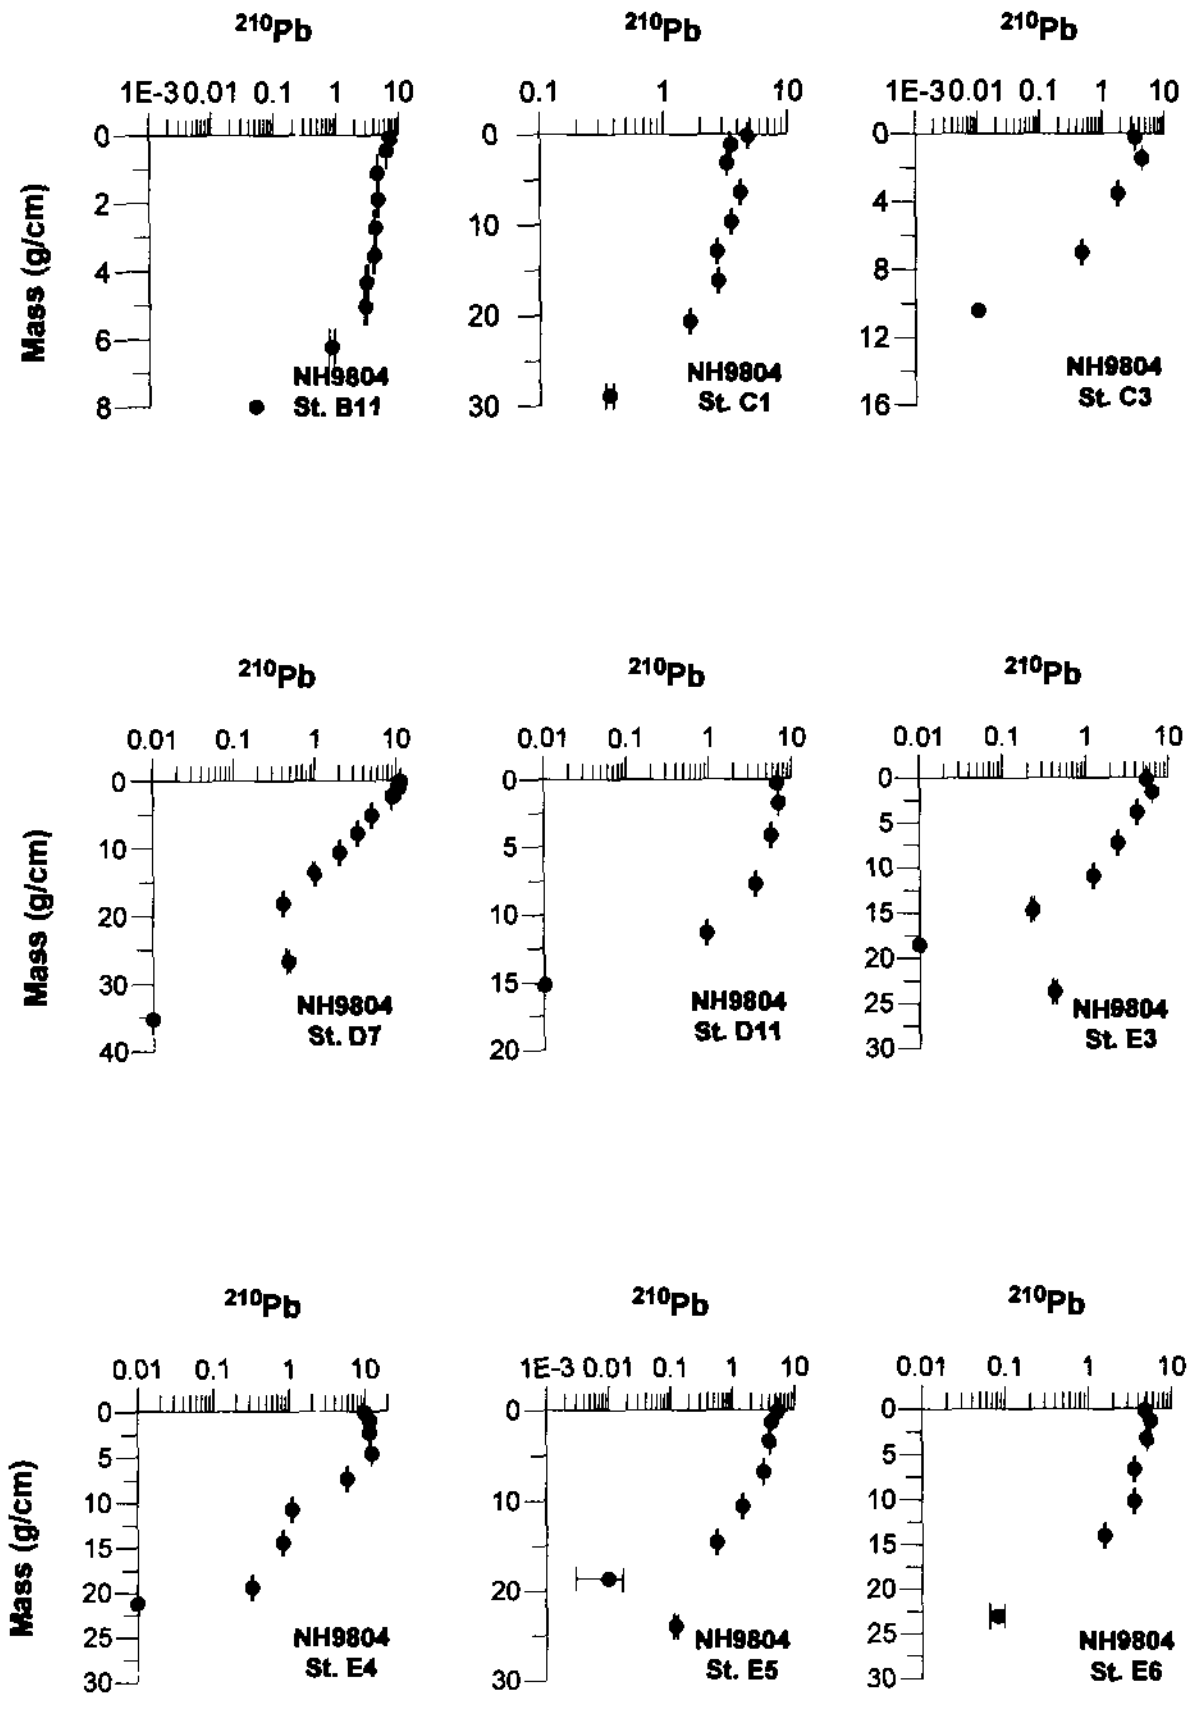 210Pb 210Pb 210Pb
1E-3 0.01 0.1 1 10 0.1 1 10 1E-3 0.01 0.1 1 10
0 0 0
2 10 4
4 20 8
6 30 12
8 16
Mass (g/cm)
NH9804 NH9804 NH9804
St. B11 St. C1 St. C3
210Pb 210Pb 210Pb
0.01 0.1 1 10 0.01 0.1 1 10 0.01 0.1 1 10
0 0 0
10 5 5
20 10 10
30 15 15
40 20 20
25
30
Mass (g/cm)
NH9804 NH9804 NH9804
St. D7 St. D11 St. E3
210Pb 210Pb 210Pb
0.01 0.1 1 10 1E-3 0.01 0.1 1 10 0.01 0.1 1 10
0 0 0
5 10 5
10 20 10
15 30 15
20 20
25 25
30 30
Mass (g/cm)
NH9804 NH9804 NH9804
St. E4 St. E5 St. E6